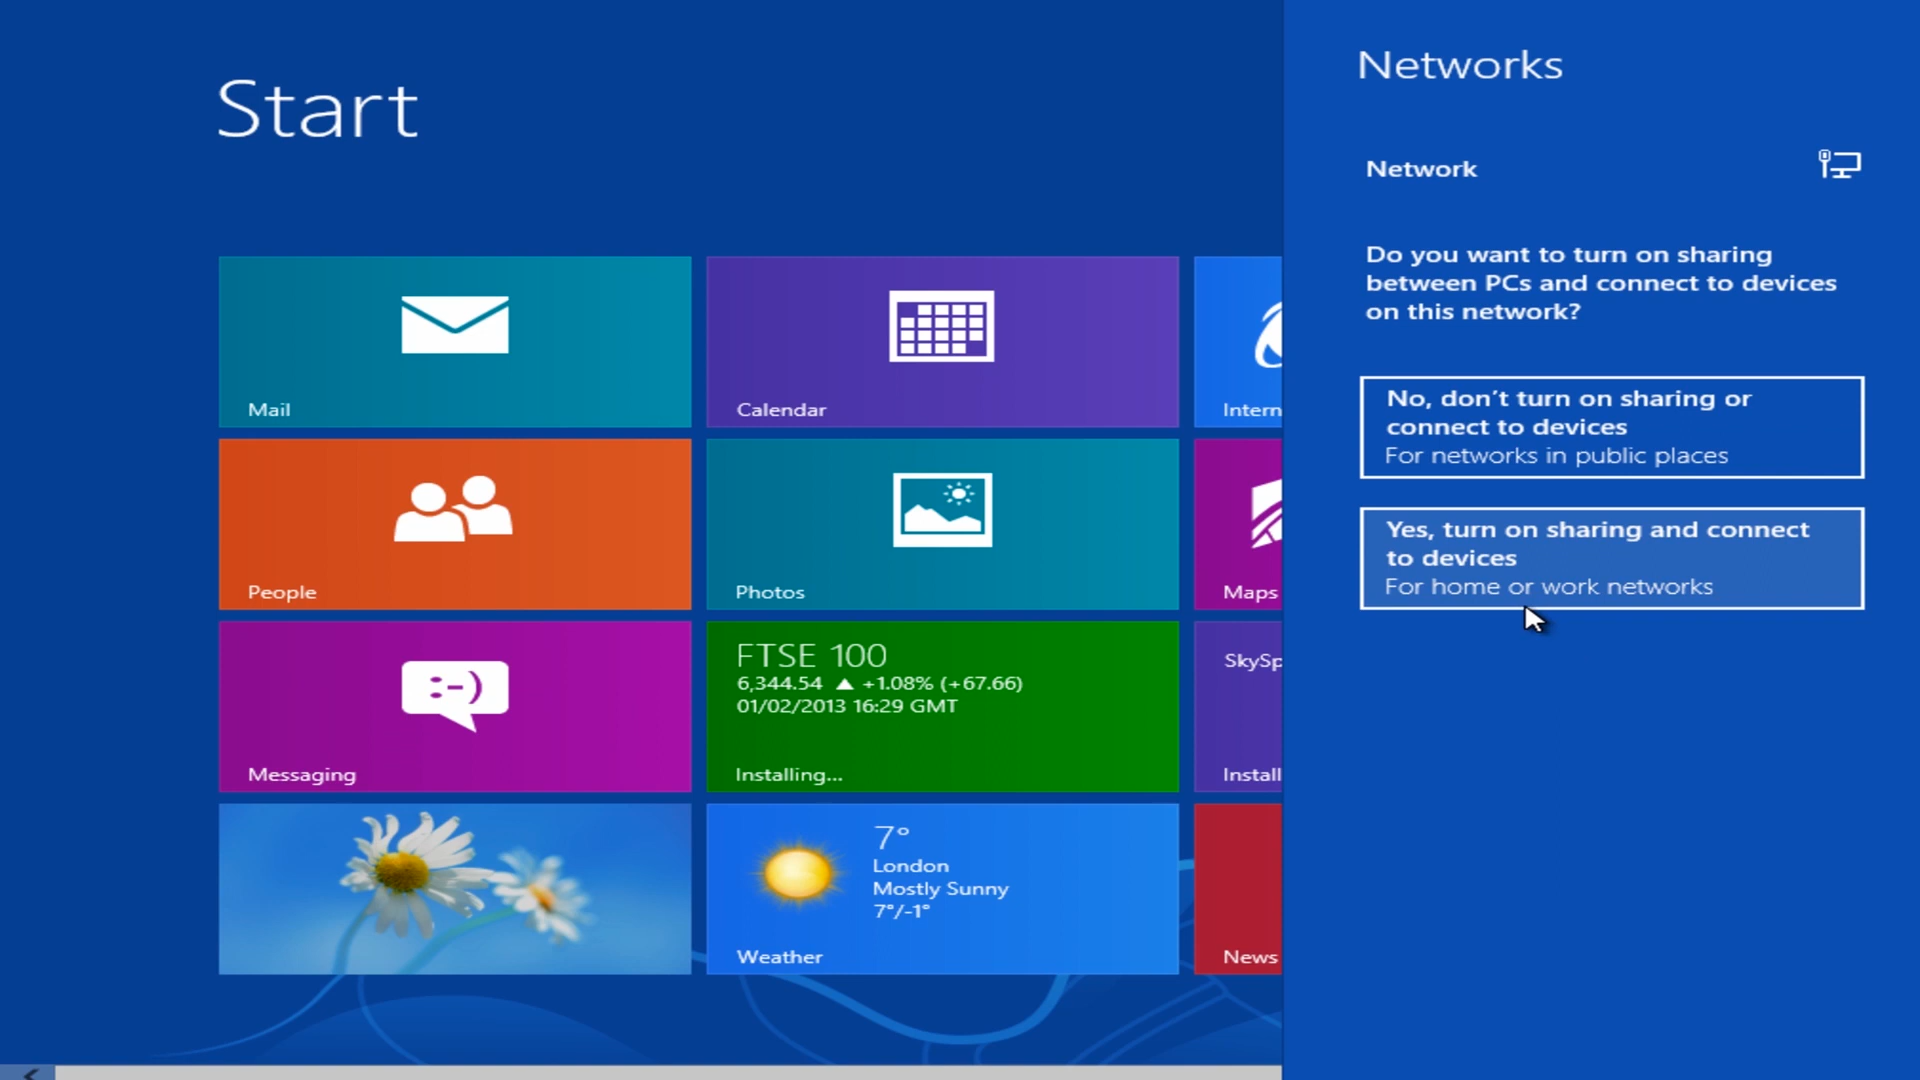 Start
Mail
Calendar
Intern
People
Photos
Maps
:-)
Messaging
FTSE 100
6,344.54 ▲ +1.08% (+67.66)
01/02/2013 16:29 GMT
Installing...
SkySp
Install
7°
London
Mostly Sunny
7°/-1°
Weather
News
Networks
Network
Do you want to turn on sharing
between PCs and connect to devices
on this network?
No, don't turn on sharing or
connect to devices
For networks in public places
Yes, turn on sharing and connect
to devices
For home or work networks